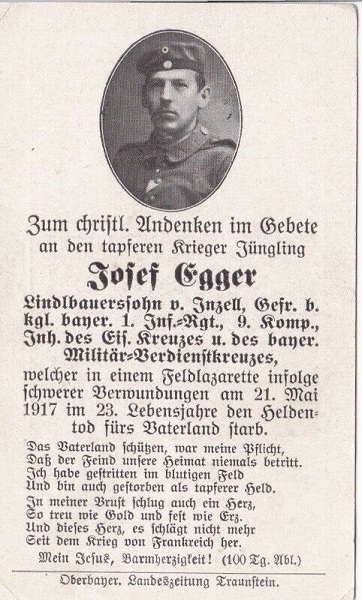 Zum christl. Andenken im Gebete
an den tapferen Krieger Jüngling
Josef Egger
Lindlbauerssohn v. Inzell, Gefr. b.
kgl. bayer. 1. Inf.-Rgt., 9. Komp.,
Inh. des Eis. Kreuzes u. des bayer.
Militär-Verdienstkreuzes,
welcher in einem Feldlazarette infolge
schwerer Verwundungen am 21. Mai
1917 im 23. Lebensjahre den Helden-
tod fürs Vaterland starb.
Das Vaterland schützen, war meine Pflicht,
Daß der Feind unsere Heimat niemals betritt.
Ich habe gestritten im blutigen Feld
Und bin auch gestorben als tapferer Held.
In meiner Brust schlug auch ein Herz,
So treu wie Gold und fest wie Erz.
Und dieses Herz, es schlägt nicht mehr
Seit dem Krieg von Frankreich her.
Mein Jesus, Barmherzigkeit! (100 Tg. Abl.)
Oberbayer. Landeszeitung Traunstein.